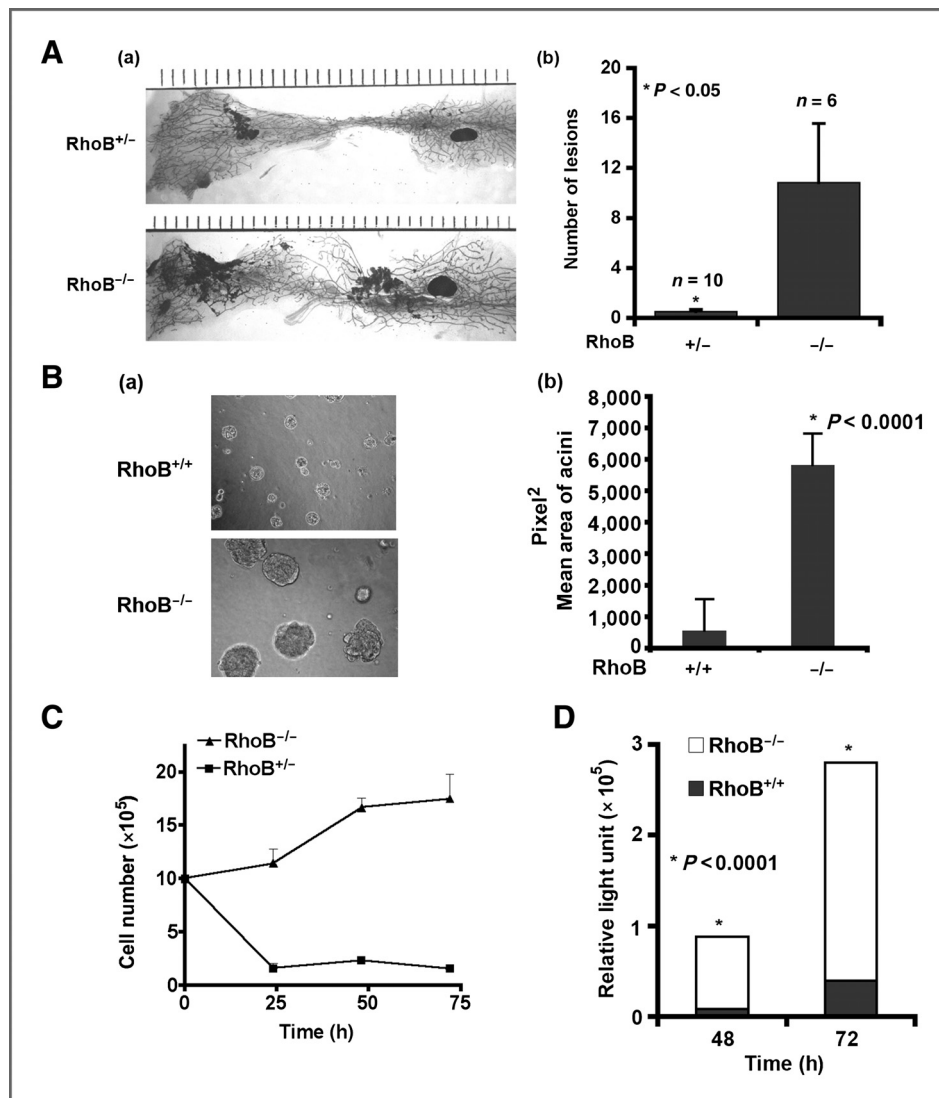 A
(a)
RhoB+/−
RhoB−/−
(b)
20
16
12
8
4
0
Number of lesions
* P < 0.05
n = 6
n = 10
*
RhoB
+/−
−/−
B
(a)
RhoB+/+
RhoB−/−
(b)
8,000
7,000
6,000
5,000
4,000
3,000
2,000
1,000
0
Pixel2
Mean area of acini
* P < 0.0001
RhoB
+/+
−/−
C
RhoB−/−
RhoB+/−
20
15
10
5
0
Cell number (×105)
0 25 50 75
Time (h)
D
RhoB−/−
RhoB+/+
3
2
1
0
Relative light unit (× 105)
* P < 0.0001
*
*
48 72
Time (h)